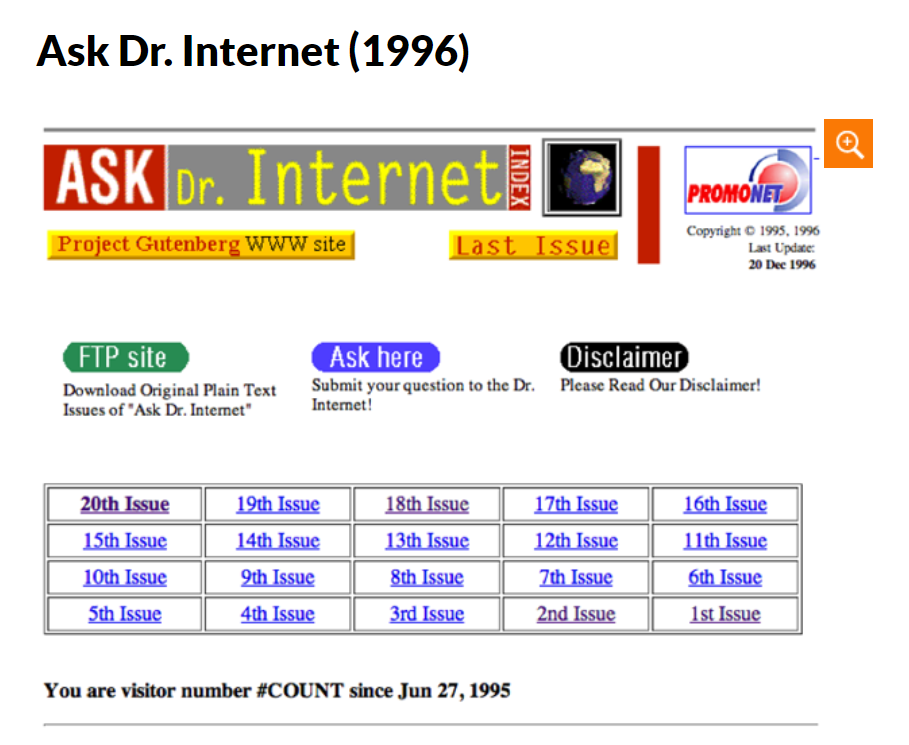 Ask Dr. Internet (1996)
ASK Dr. Internet INDEX
PROMONET
Project Gutenberg WWW site
Last Issue
Copyright © 1995, 1996
Last Update:
20 Dec 1996
FTP site
Download Original Plain Text
Issues of "Ask Dr. Internet"
Ask here
Submit your question to the Dr.
Internet!
Disclaimer
Please Read Our Disclaimer!
20th Issue 19th Issue 18th Issue 17th Issue 16th Issue
15th Issue 14th Issue 13th Issue 12th Issue 11th Issue
10th Issue 9th Issue 8th Issue 7th Issue 6th Issue
5th Issue 4th Issue 3rd Issue 2nd Issue 1st Issue
You are visitor number #COUNT since Jun 27, 1995